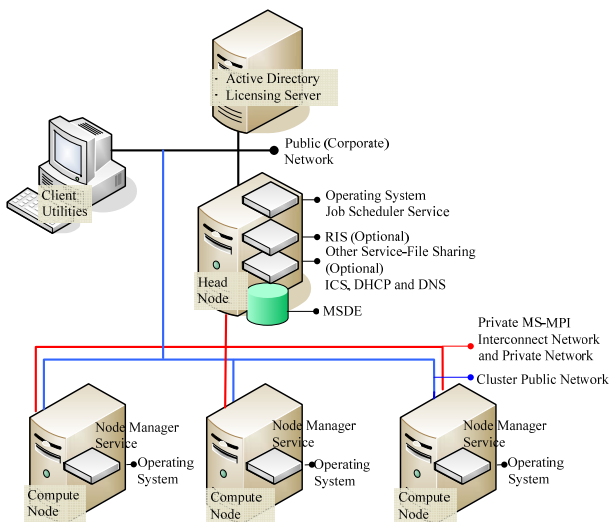 · Active Directory
· Licensing Server
Public (Corporate)
Network
Client
Utilities
Operating System
Job Scheduler Service
RIS (Optional)
Other Service-File Sharing
(Optional)
ICS, DHCP and DNS
Head
Node
MSDE
Private MS-MPI
Interconnect Network
and Private Network
Cluster Public Network
Node Manager
Service
Operating
System
Compute
Node
Node Manager
Service
Operating
System
Compute
Node
Node Manager
Service
Operating
System
Compute
Node